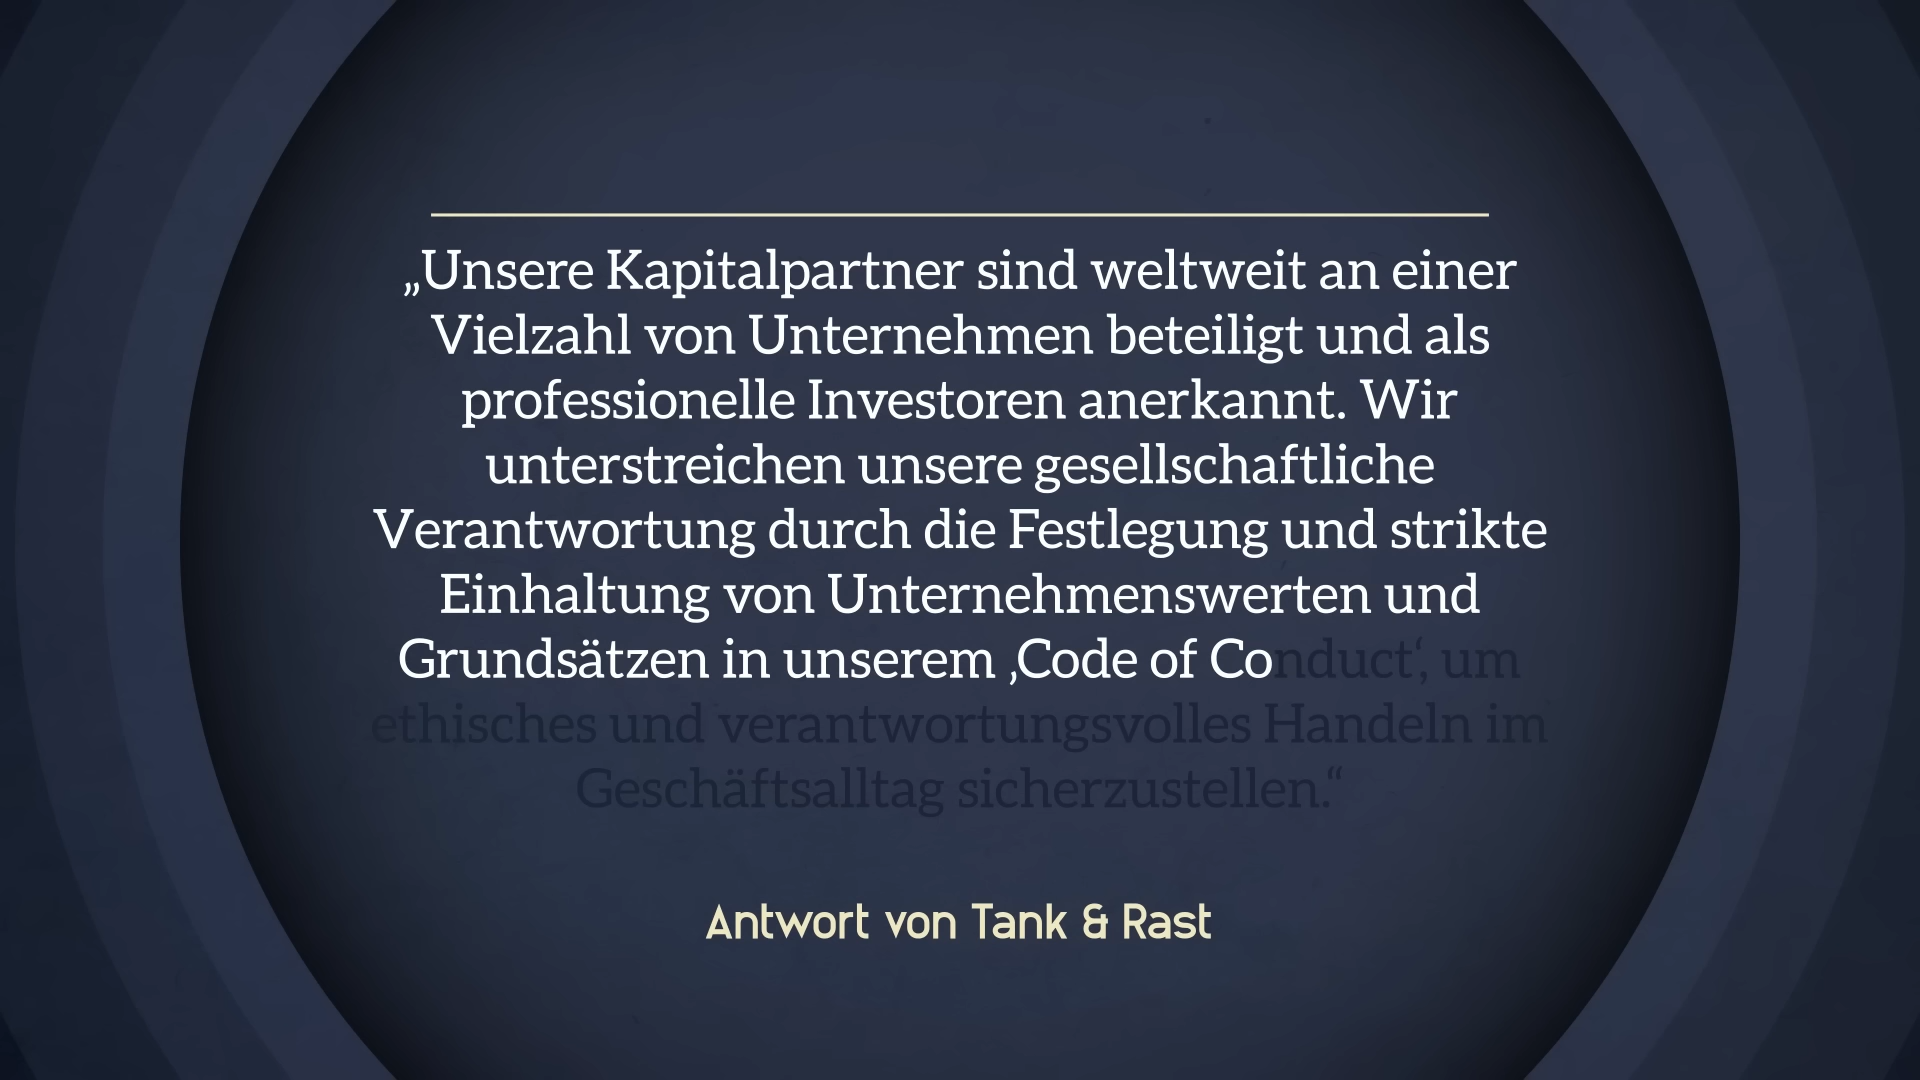 „Unsere Kapitalpartner sind weltweit an einer
Vielzahl von Unternehmen beteiligt und als
professionelle Investoren anerkannt. Wir
unterstreichen unsere gesellschaftliche
Verantwortung durch die Festlegung und strikte
Einhaltung von Unternehmenswerten und
Grundsätzen in unserem ‚Code of Conduct‘, um
ethisches und verantwortungsvolles Handeln im
Geschäftsalltag sicherzustellen.“
Antwort von Tank & Rast